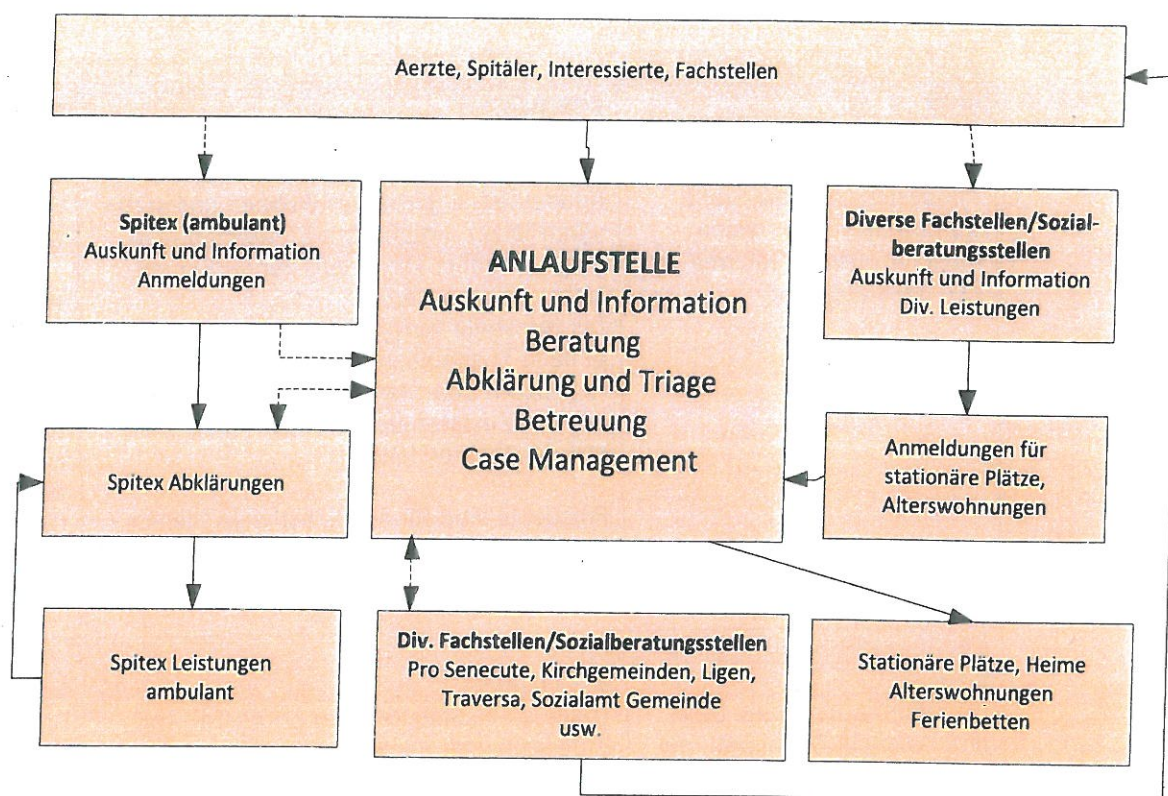 Aerzte, Spitäler, Interessierte, Fachstellen
Spitex (ambulant)
Auskunft und Information
Anmeldungen
ANLAUFSTELLE
Auskunft und Information
Beratung
Abklärung und Triage
Betreuung
Case Management
Diverse Fachstellen/Sozial-
beratungsstellen
Auskunft und Information
Div. Leistungen
Spitex Abklärungen
Anmeldungen für
stationäre Plätze,
Alterswohnungen
Spitex Leistungen
ambulant
Div. Fachstellen/Sozialberatungsstellen
Pro Senecute, Kirchgemeinden, Ligen,
Traversa, Sozialamt Gemeinde
usw.
Stationäre Plätze, Heime
Alterswohnungen
Ferienbetten